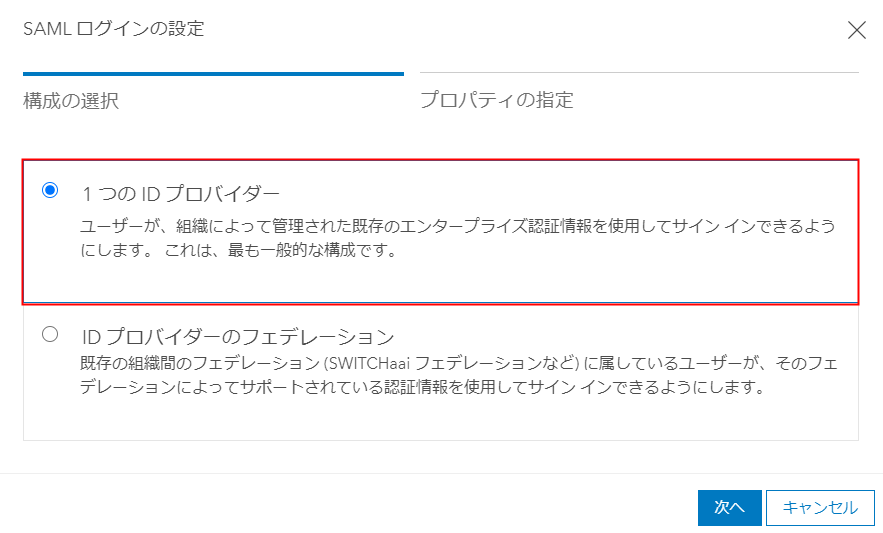 SAML ログインの設定
構成の選択
プロパティの指定
1 つの ID プロバイダー
ユーザーが、組織によって管理された既存のエンタープライズ認証情報を使用してサイン インできるよう
にします。 これは、最も一般的な構成です。
ID プロバイダーのフェデレーション
既存の組織間のフェデレーション (SWITCHaai フェデレーションなど) に属しているユーザーが、そのフェ
デレーションによってサポートされている認証情報を使用してサイン インできるようにします。
次へ
キャンセル